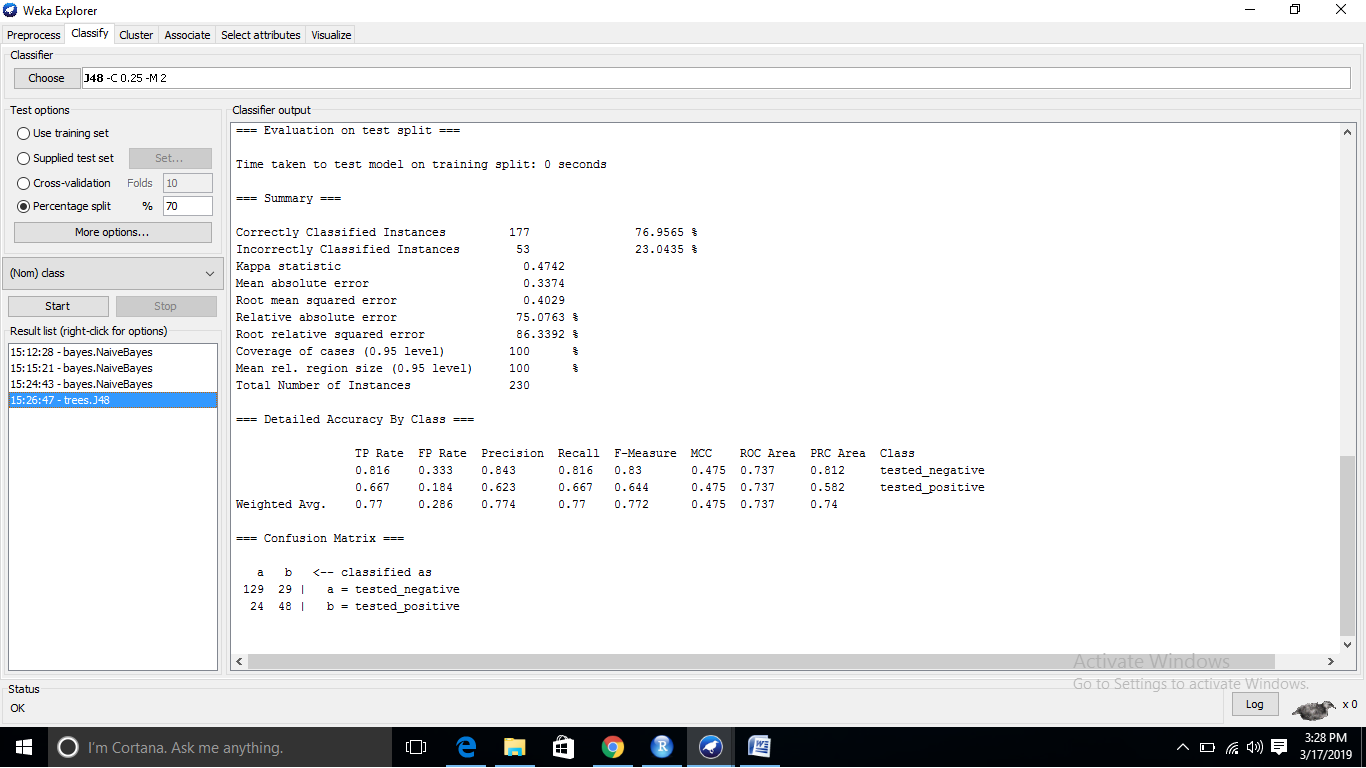 Weka Explorer
Preprocess Classify Cluster Associate Select attributes Visualize
Classifier
Choose J48 -C 0.25 -M 2
Test options
Use training set
Supplied test set Set...
Cross-validation Folds 10
Percentage split % 70
More options...
(Nom) class
Start Stop
Result list (right-click for options)
15:12:28 - bayes.NaiveBayes
15:15:21 - bayes.NaiveBayes
15:24:43 - bayes.NaiveBayes
15:26:47 - trees.J48
Classifier output
=== Evaluation on test split ===
Time taken to test model on training split: 0 seconds
=== Summary ===
Correctly Classified Instances 177 76.9565 %
Incorrectly Classified Instances 53 23.0435 %
Kappa statistic 0.4742
Mean absolute error 0.3374
Root mean squared error 0.4029
Relative absolute error 75.0763 %
Root relative squared error 86.3392 %
Coverage of cases (0.95 level) 100 %
Mean rel. region size (0.95 level) 100 %
Total Number of Instances 230
=== Detailed Accuracy By Class ===
TP Rate FP Rate Precision Recall F-Measure MCC ROC Area PRC Area Class
0.816 0.333 0.843 0.816 0.83 0.475 0.737 0.812 tested_negative
0.667 0.184 0.623 0.667 0.644 0.475 0.737 0.582 tested_positive
Weighted Avg. 0.77 0.286 0.774 0.77 0.772 0.475 0.737 0.74
=== Confusion Matrix ===
a b <-- classified as
129 29 | a = tested_negative
24 48 | b = tested_positive
Activate Windows
Go to Settings to activate Windows.
Status
OK
Log x 0
I'm Cortana. Ask me anything.
3:28 PM
3/17/2019